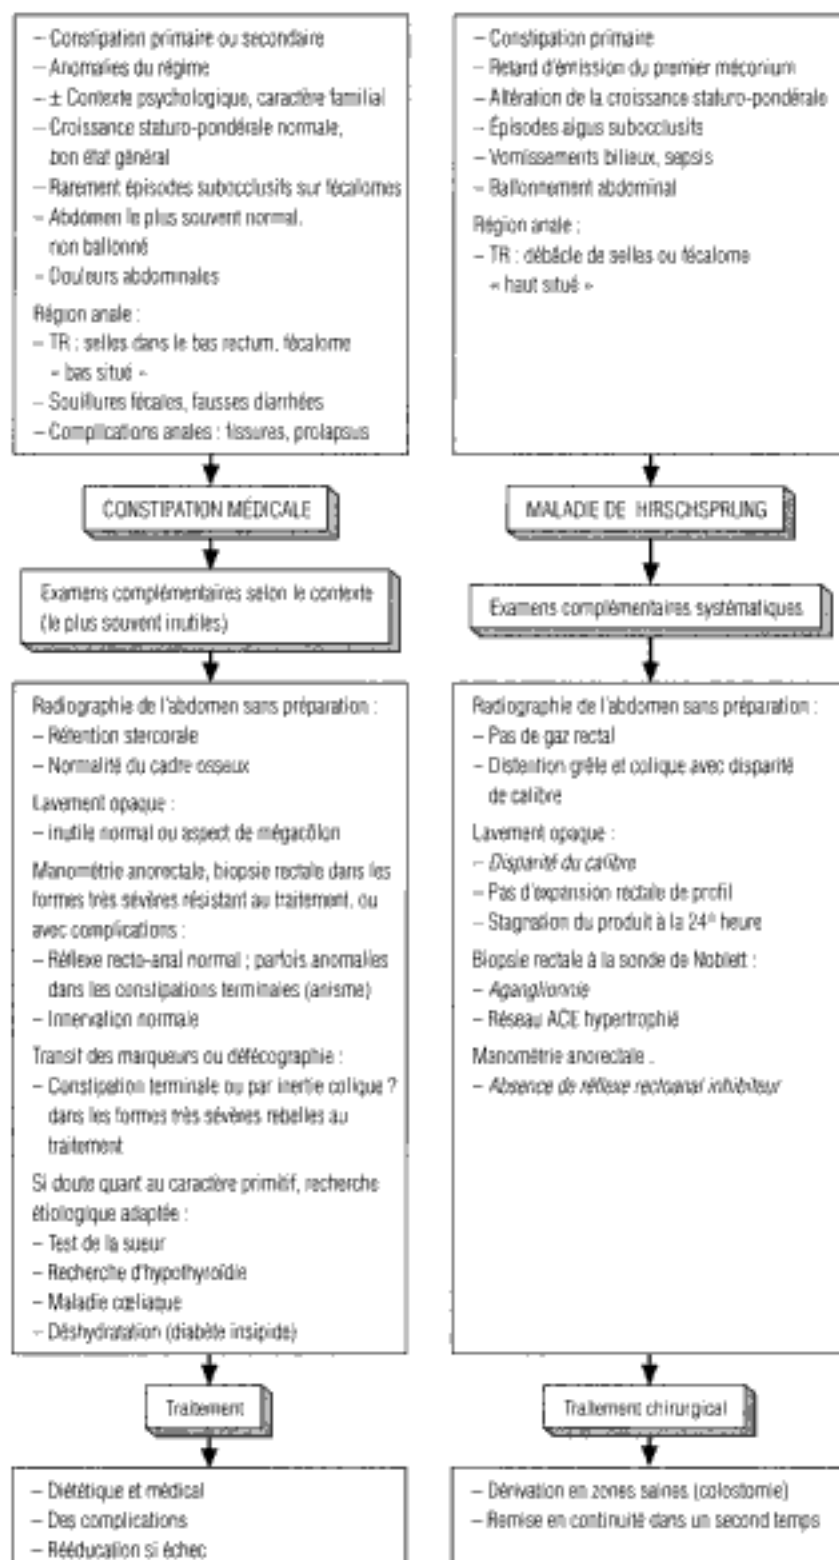 – Constipation primaire ou secondaire
– Anomalies du régime
– ± Contexte psychologique, caractère familial
– Croissance staturo-pondérale normale,
bon état général
– Rarement épisodes subocclusifs sur fécalomes
– Abdomen le plus souvent normal,
non ballonné
– Douleurs abdominales
Région anale :
– TR : selles dans le bas rectum, fécalome
« bas situé »
– Souillures fécales, fausses diarrhées
– Complications anales : fissures, prolapsus
CONSTIPATION MÉDICALE
Examens complémentaires selon le contexte
(le plus souvent inutiles)
Radiographie de l'abdomen sans préparation :
– Rétention stercorale
– Normalité du cadre osseux
Lavement opaque :
– inutile normal ou aspect de mégacôlon
Manométrie anorectale, biopsie rectale dans les
formes très sévères résistant au traitement, ou
avec complications :
– Réflexe recto-anal normal ; parfois anomalies
dans les constipations terminales (anisme)
– Innervation normale
Transit des marqueurs ou défécographie :
– Constipation terminale ou par inertie colique ?
dans les formes très sévères rebelles au
traitement
Si doute quant au caractère primitif, recherche
étiologique adaptée :
– Test de la sueur
– Recherche d'hypothyroïdie
– Maladie cœliaque
– Déshydratation (diabète insipide)
Traitement
– Diététique et médical
– Des complications
– Rééducation si échec
– Constipation primaire
– Retard d'émission du premier méconium
– Altération de la croissance staturo-pondérale
– Épisodes aigus subocclusifs
– Vomissements bilieux, sepsis
– Ballonnement abdominal
Région anale :
– TR : débâcle de selles ou fécalome
« haut situé »
MALADIE DE HIRSCHSPRUNG
Examens complémentaires systématiques
Radiographie de l'abdomen sans préparation :
– Pas de gaz rectal
– Distention grêle et colique avec disparité
de calibre
Lavement opaque :
– Disparité du calibre
– Pas d'expansion rectale de profil
– Stagnation du produit à la 24e heure
Biopsie rectale à la sonde de Noblett :
– Aganglionnie
– Réseau ACE hypertrophié
Manométrie anorectale .
– Absence de réflexe rectoanal inhibiteur
Traitement chirurgical
– Dérivation en zones saines (colostomie)
– Remise en continuité dans un second temps